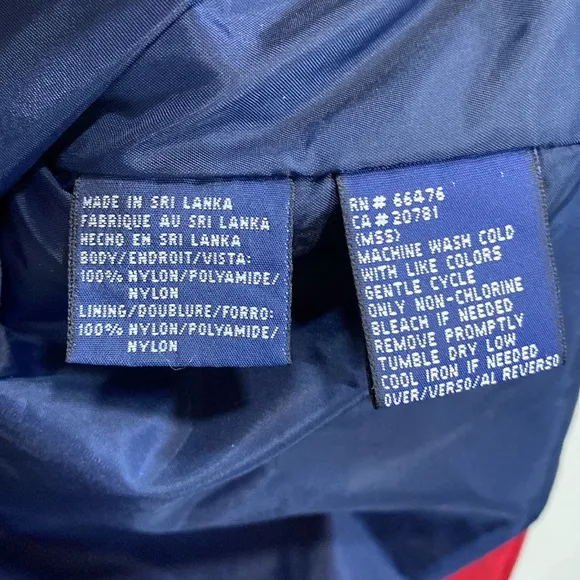 MADE IN SRI LANKA
FABRIQUE AU SRI LANKA
HECHO EN SRI LANKA
BODY/ENDROIT/VISTA:
100% NYLON/POLYAMIDE/
NYLON
LINING/DOUBLURE/FORRO:
100% NYLON/POLYAMIDE/
NYLON
RN# 66476
CA# 20781
(MSS)
MACHINE WASH COLD
WITH LIKE COLORS
GENTLE CYCLE
ONLY NON-CHLORINE
BLEACH IF NEEDED
REMOVE PROMPTLY
TUMBLE DRY LOW
COOL IRON IF NEEDED
OVER/VERSO/AL REVERSO